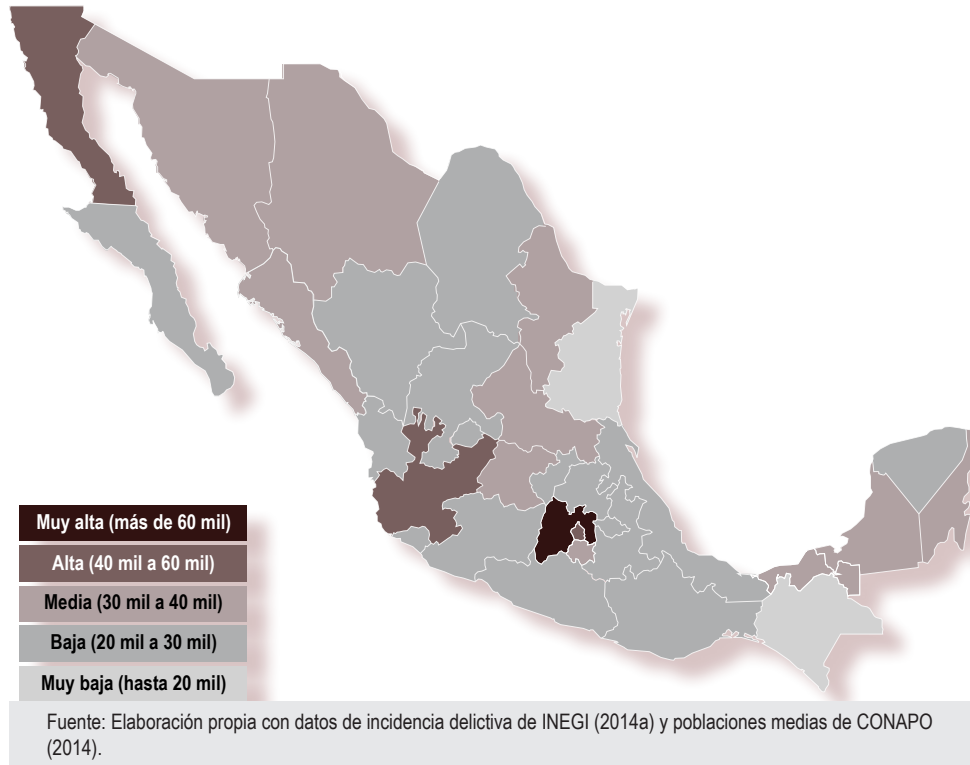 Muy alta (más de 60 mil)
Alta (40 mil a 60 mil)
Media (30 mil a 40 mil)
Baja (20 mil a 30 mil)
Muy baja (hasta 20 mil)
Fuente: Elaboración propia con datos de incidencia delictiva de INEGI (2014a) y poblaciones medias de CONAPO
(2014).